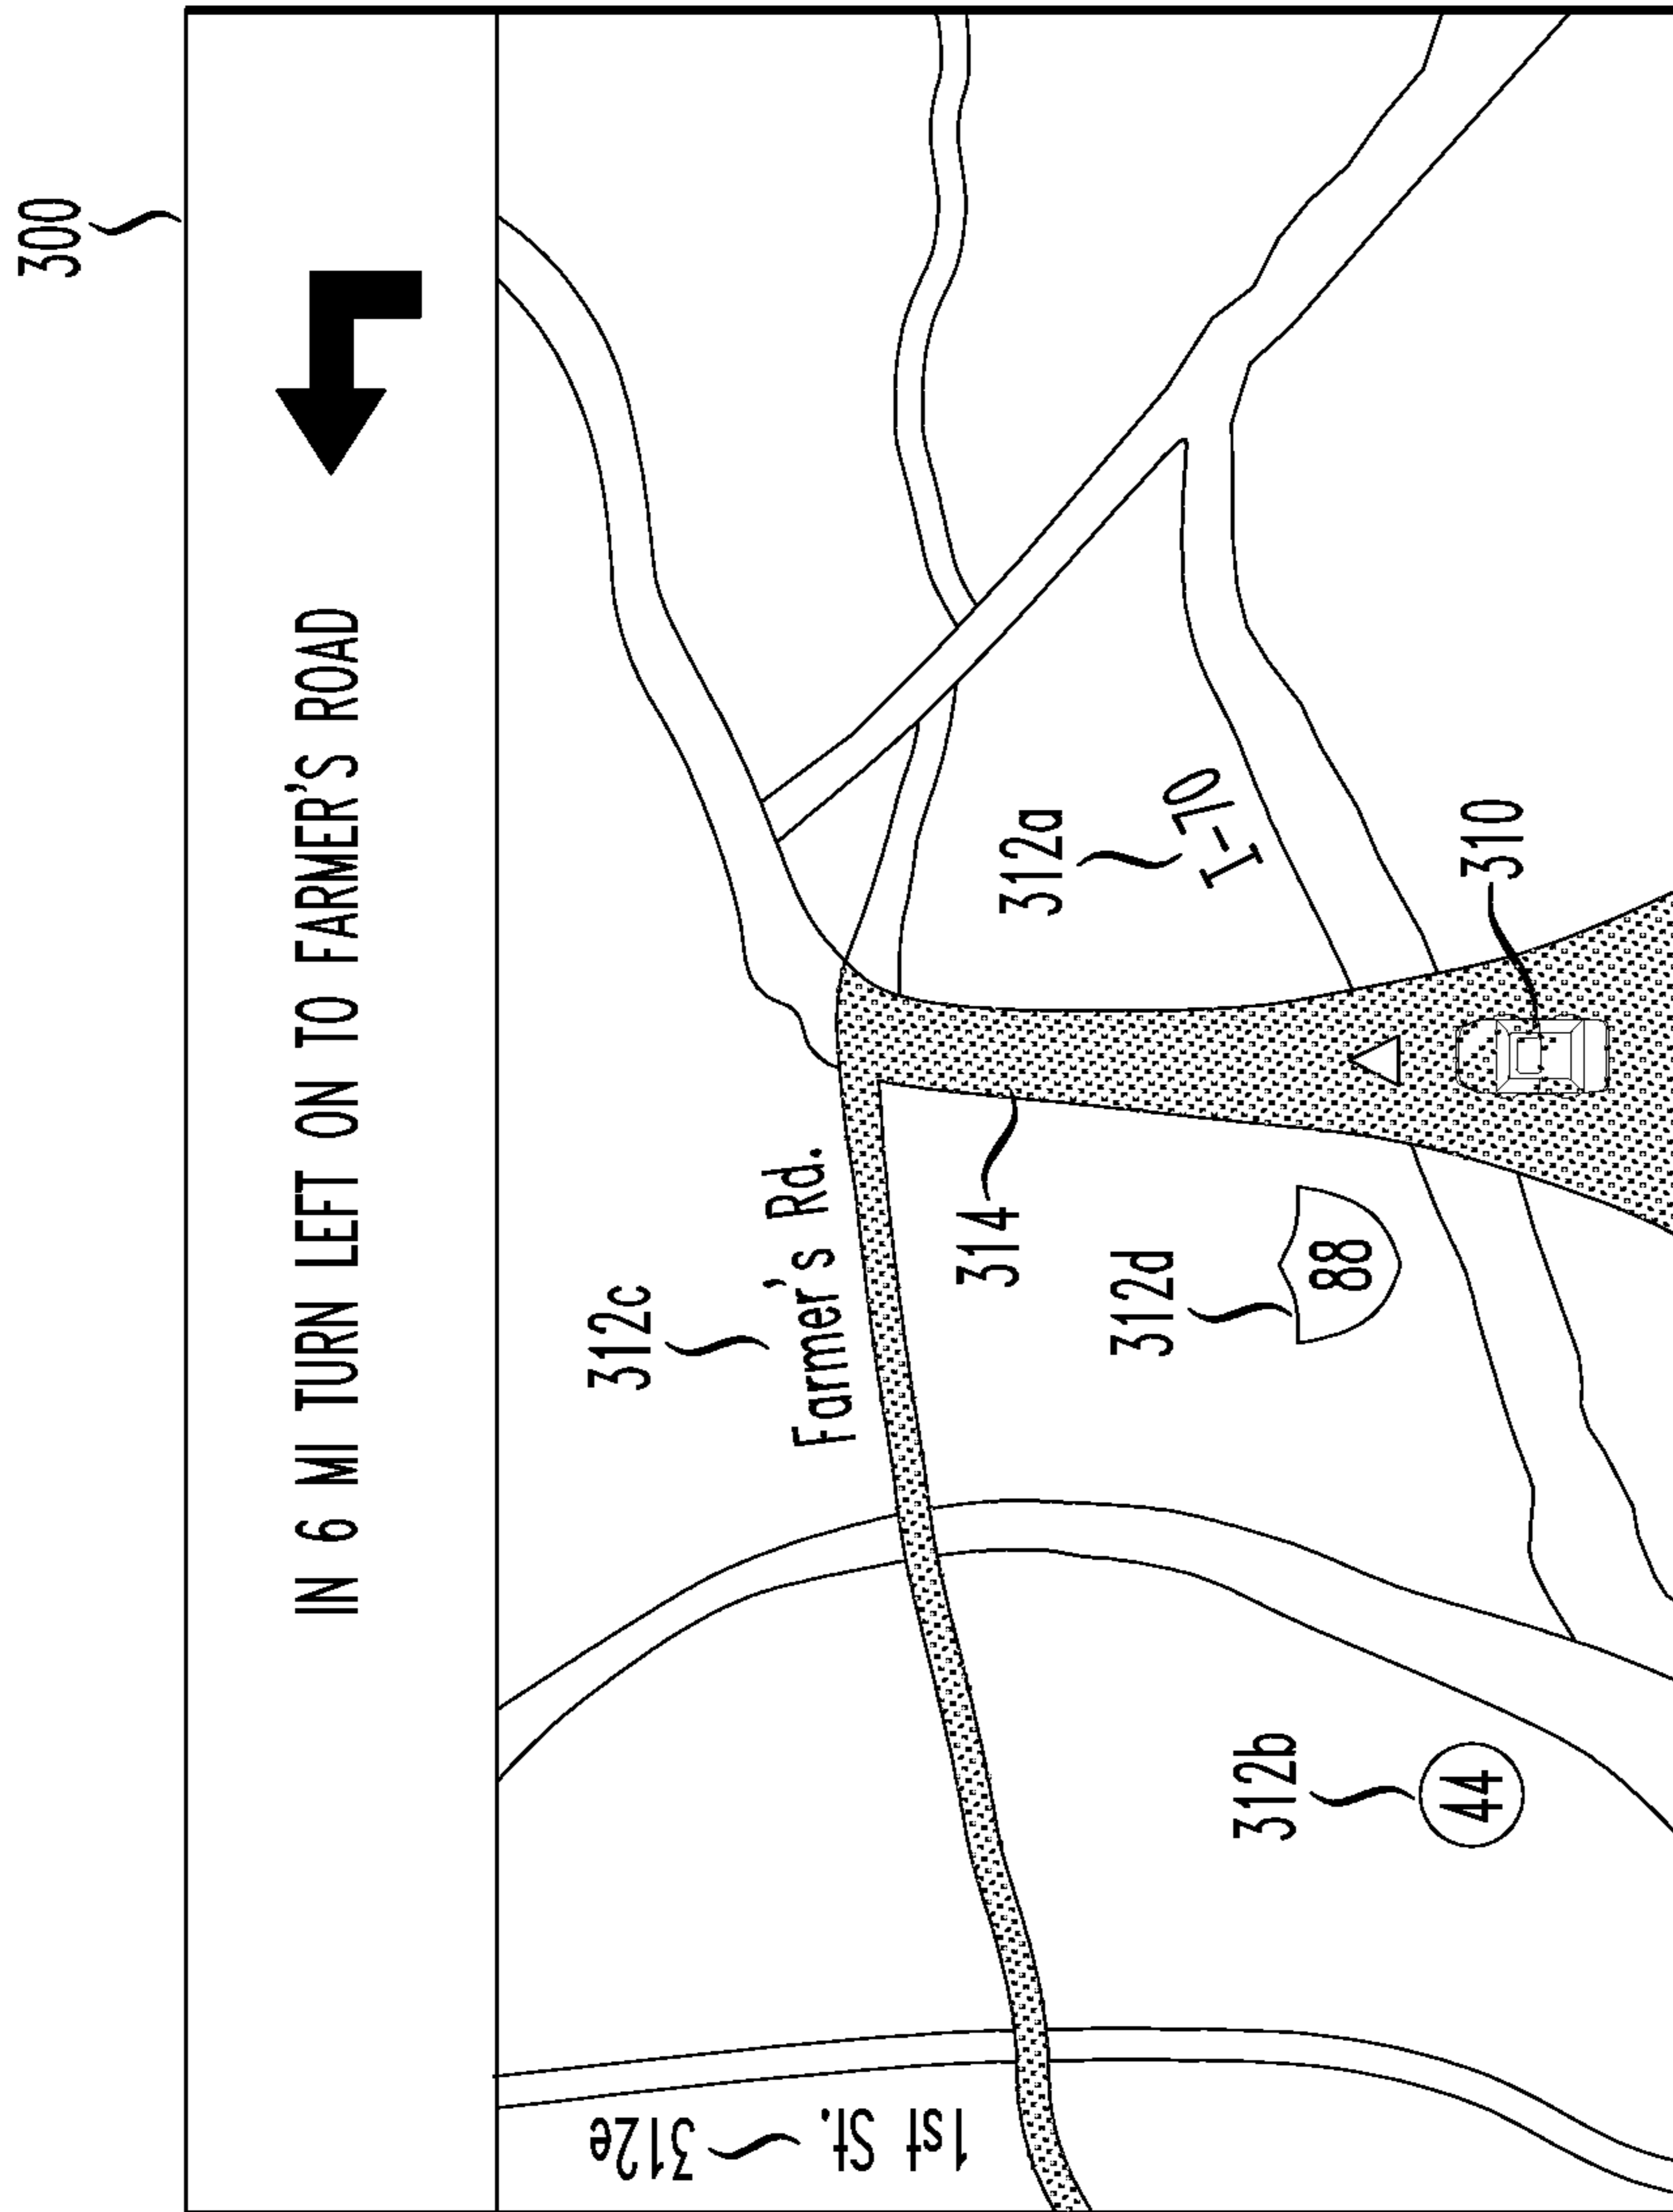 300
IN 6 MI TURN LEFT ON TO FARMER'S ROAD
312c
Farmer's Rd.
312e
1st St.
314
312a
I-70
312d
88
312b
44
310